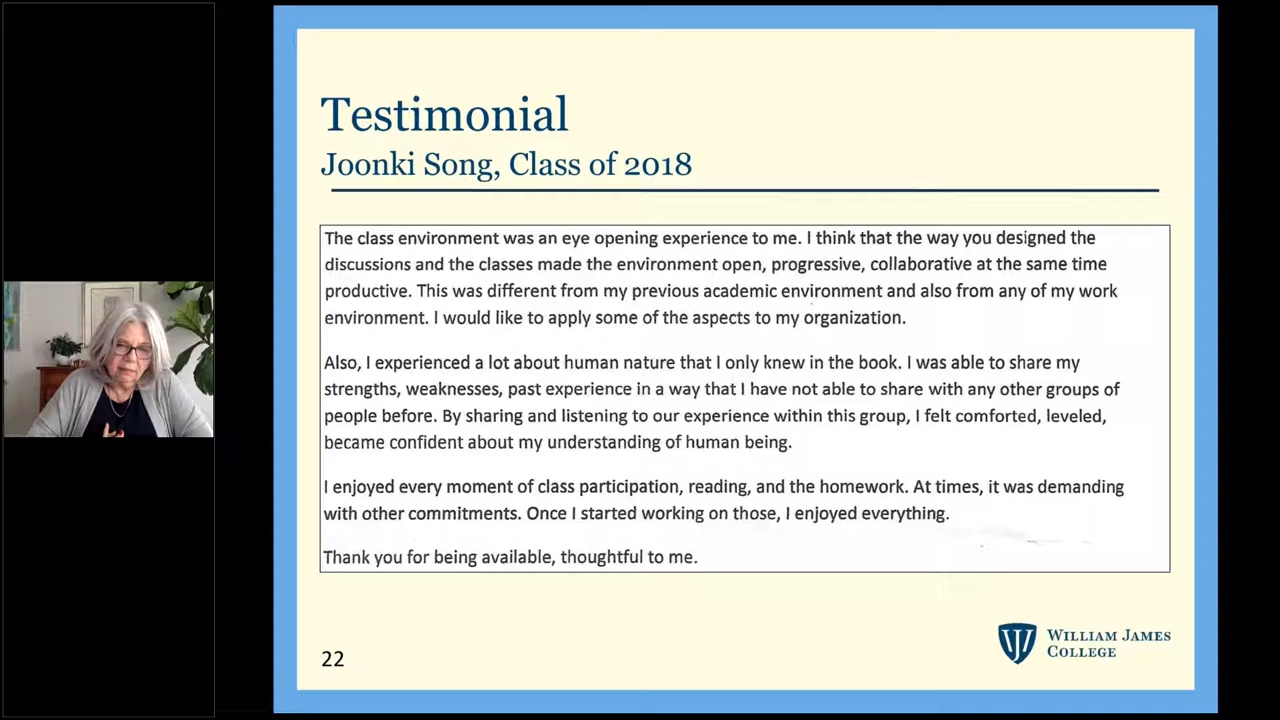 Testimonial
Joonki Song, Class of 2018
The class environment was an eye opening experience to me. I think that the way you designed the
discussions and the classes made the environment open, progressive, collaborative at the same time
productive. This was different from my previous academic environment and also from any of my work
environment. I would like to apply some of the aspects to my organization.
Also, I experienced a lot about human nature that I only knew in the book. I was able to share my
strengths, weaknesses, past experience in a way that I have not able to share with any other groups of
people before. By sharing and listening to our experience within this group, I felt comforted, leveled,
became confident about my understanding of human being.
I enjoyed every moment of class participation, reading, and the homework. At times, it was demanding
with other commitments. Once I started working on those, I enjoyed everything.
Thank you for being available, thoughtful to me.
WILLIAM JAMES
COLLEGE
22